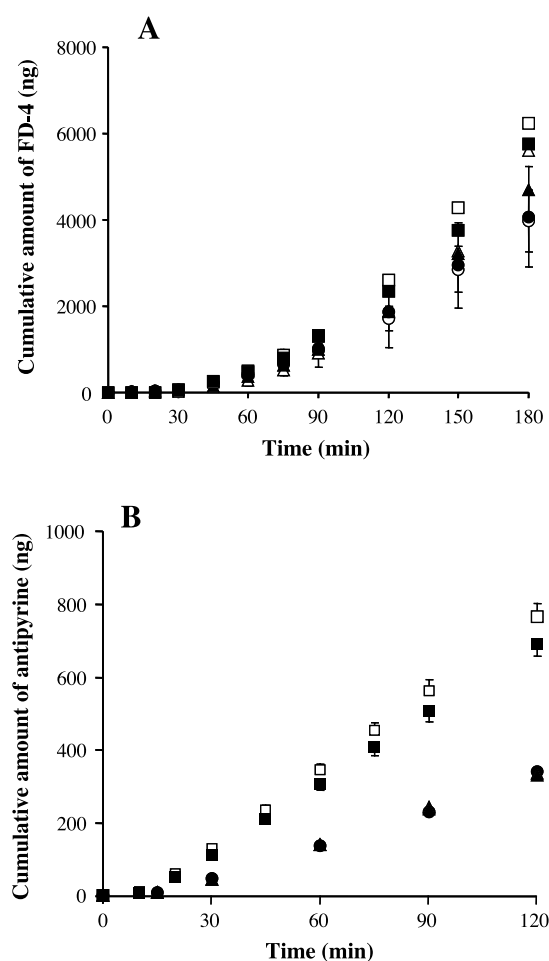 A
Cumulative amount of FD-4 (ng)
8000
6000
4000
2000
0
0 30 60 90 120 150 180
Time (min)
B
Cumulative amount of antipyrine (ng)
1000
800
600
400
200
0
0 30 60 90 120
Time (min)